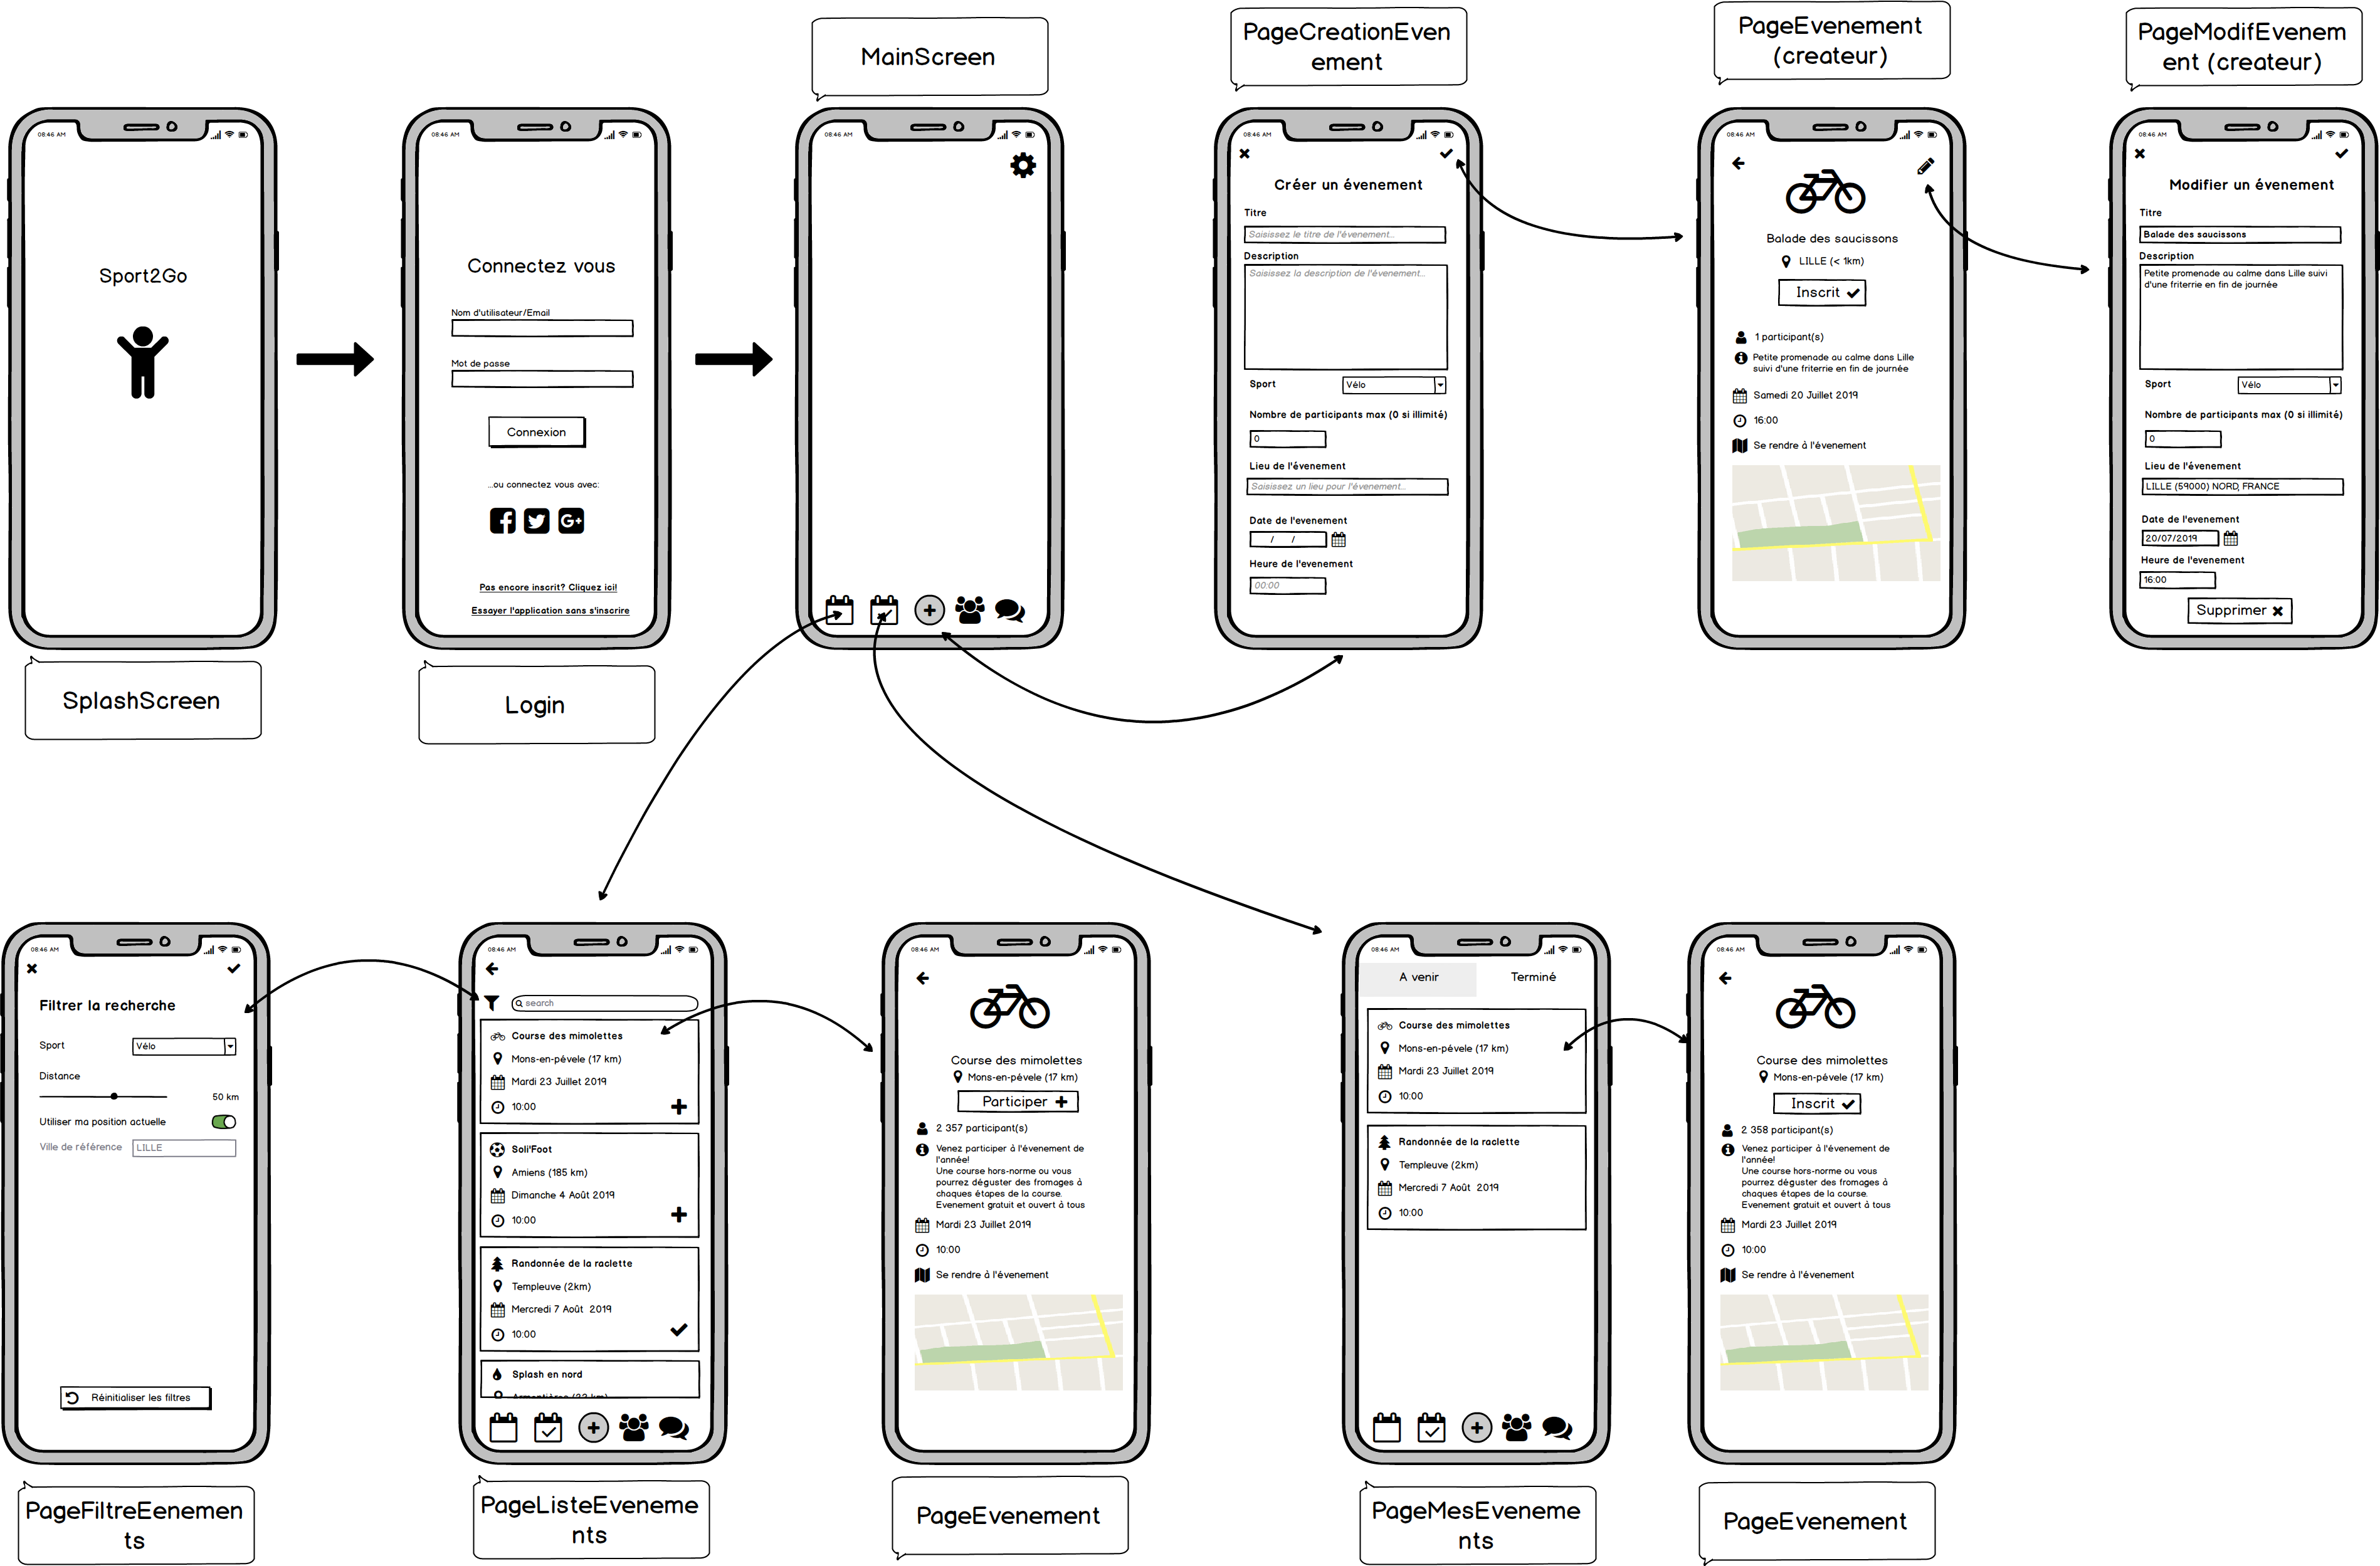 MainScreen
PageCreationEven
ement
PageEvenement
(createur)
PageModifEvenem
ent (createur)
08:46 AM
Sport2Go
SplashScreen
08:46 AM
Connectez vous
Nom d'utilisateur/Email
Mot de passe
Connexion
...ou connectez vous avec:
G+
Pas encore inscrit? Cliquez ici!
Essayer l'application sans s'inscrire
Login
08:46 AM
08:46 AM
Créer un évenement
Titre
Saisissez le titre de l'évenement...
Description
Saisissez la description de l'évenement...
Sport
Vélo
Nombre de participants max (0 si illimité)
0
Lieu de l'évenement
Saisissez un lieu pour l'évenement...
Date de l'evenement
/ /
Heure de l'evenement
00:00
08:46 AM
Balade des saucissons
LILLE (< 1km)
Inscrit
1 participant(s)
Petite promenade au calme dans Lille
suivi d'une friterrie en fin de journée
Samedi 20 Juillet 2019
16:00
Se rendre à l'évenement
08:46 AM
Modifier un évenement
Titre
Balade des saucissons
Description
Petite promenade au calme dans Lille suivi
d'une friterrie en fin de journée
Sport
Vélo
Nombre de participants max (0 si illimité)
0
Lieu de l'évenement
LILLE (59000) NORD, FRANCE
Date de l'evenement
20/07/2019
Heure de l'evenement
16:00
Supprimer
08:46 AM
Filtrer la recherche
Sport
Vélo
Distance
50 km
Utiliser ma position actuelle
Ville de référence
LILLE
Réinitialiser les filtres
PageFiltreEenemen
ts
08:46 AM
search
Course des mimolettes
Mons-en-pévele (17 km)
Mardi 23 Juillet 2019
10:00
Soli'Foot
Amiens (185 km)
Dimanche 4 Août 2019
10:00
Randonnée de la raclette
Templeuve (2km)
Mercredi 7 Août 2019
10:00
Splash en nord
PageListeEveneme
nts
08:46 AM
Course des mimolettes
Mons-en-pévele (17 km)
Participer
2 357 participant(s)
Venez participer à l'évenement de
l'année!
Une course hors-norme ou vous
pourrez déguster des fromages à
chaques étapes de la course.
Evenement gratuit et ouvert à tous
Mardi 23 Juillet 2019
10:00
Se rendre à l'évenement
PageEvenement
08:46 AM
A venir
Terminé
Course des mimolettes
Mons-en-pévele (17 km)
Mardi 23 Juillet 2019
10:00
Randonnée de la raclette
Templeuve (2km)
Mercredi 7 Août 2019
10:00
PageMesEveneme
nts
08:46 AM
Course des mimolettes
Mons-en-pévele (17 km)
Inscrit
2 358 participant(s)
Venez participer à l'évenement de
l'année!
Une course hors-norme ou vous
pourrez déguster des fromages à
chaques étapes de la course.
Evenement gratuit et ouvert à tous
Mardi 23 Juillet 2019
10:00
Se rendre à l'évenement
PageEvenement